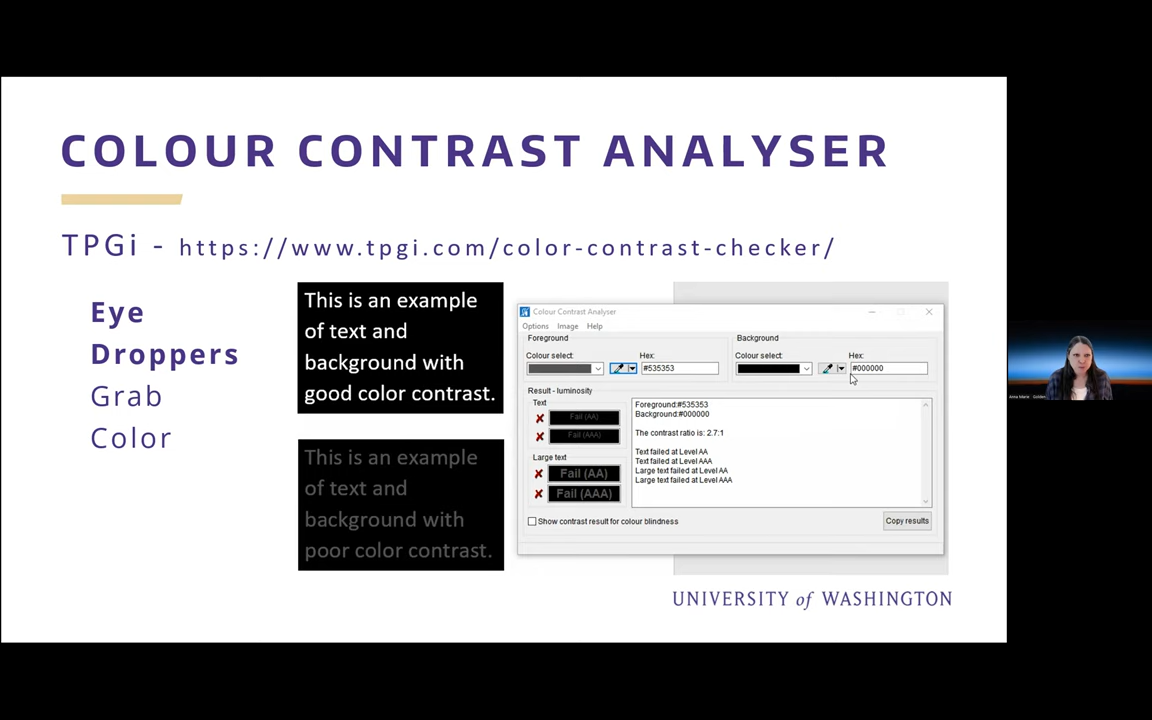 COLOUR CONTRAST ANALYSER
TPGi - https://www.tpgi.com/color-contrast-checker/
Eye
Droppers
Grab
Color
This is an example
of text and
background with
good color contrast.
This is an example
of text and
background with
poor color contrast.
Colour Contrast Analyser
Options Image Help
Foreground
Colour select:
Hex:
#535353
Background
Colour select:
Hex:
#000000
Result - luminosity
Text
Fail (AA)
Fail (AAA)
Large text
Fail (AA)
Fail (AAA)
Foreground:#535353
Background:#000000
The contrast ratio is: 2.7:1
Text failed at Level AA
Text failed at Level AAA
Large text failed at Level AA
Large text failed at Level AAA
Show contrast result for colour blindness
Copy results
UNIVERSITY of WASHINGTON